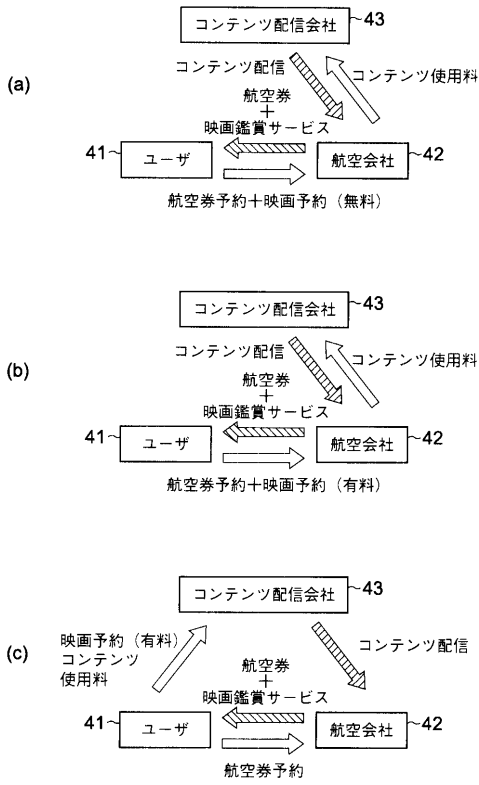 コンテンツ配信会社 43
(a)
コンテンツ配信
コンテンツ使用料
航空券
+
映画鑑賞サービス
41 ユーザ
航空会社 42
航空券予約+映画予約(無料)
コンテンツ配信会社 43
(b)
コンテンツ配信
コンテンツ使用料
航空券
+
映画鑑賞サービス
41 ユーザ
航空会社 42
航空券予約+映画予約(有料)
コンテンツ配信会社 43
(c)
映画予約(有料)
コンテンツ
使用料
コンテンツ配信
航空券
+
映画鑑賞サービス
41 ユーザ
航空会社 42
航空券予約